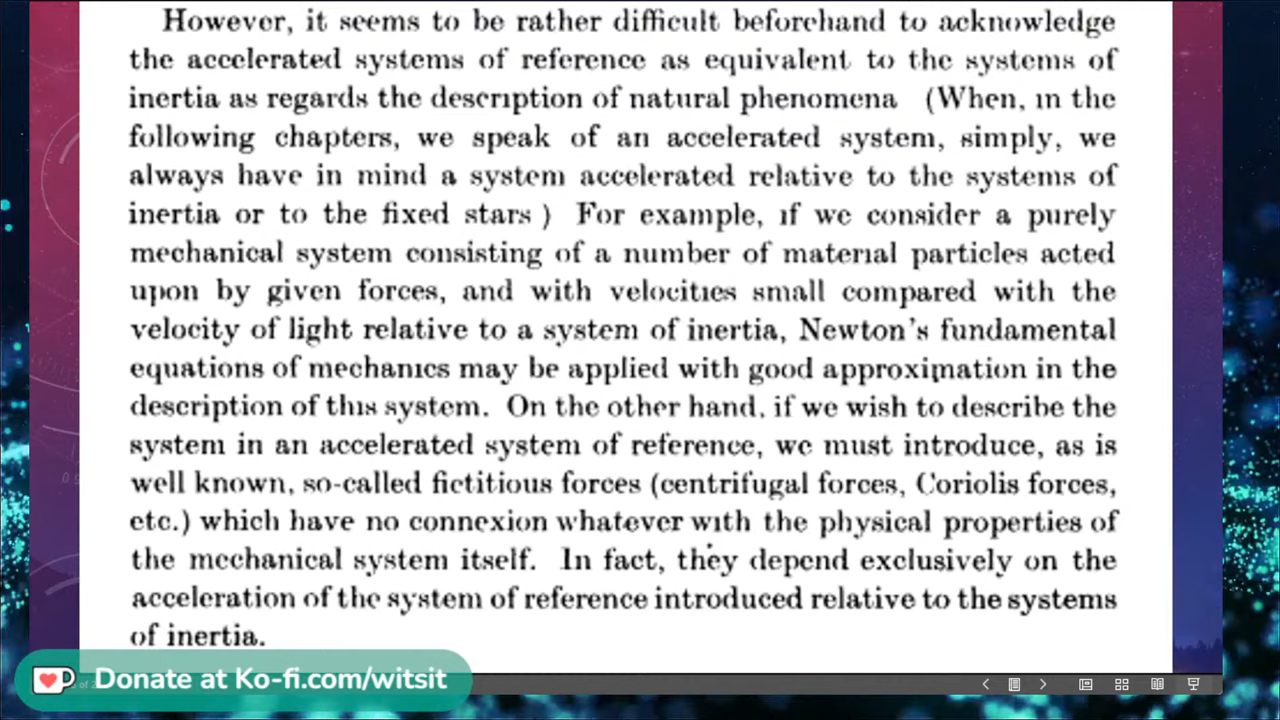 However, it seems to be rather difficult beforehand to acknowledge
the accelerated systems of reference as equivalent to the systems of
inertia as regards the description of natural phenomena (When, in the
following chapters, we speak of an accelerated system, simply, we
always have in mind a system accelerated relative to the systems of
inertia or to the fixed stars ) For example, if we consider a purely
mechanical system consisting of a number of material particles acted
upon by given forces, and with velocities small compared with the
velocity of light relative to a system of inertia, Newton's fundamental
equations of mechanics may be applied with good approximation in the
description of this system. On the other hand, if we wish to describe the
system in an accelerated system of reference, we must introduce, as is
well known, so-called fictitious forces (centrifugal forces, Coriolis forces,
etc.) which have no connexion whatever with the physical properties of
the mechanical system itself. In fact, they depend exclusively on the
acceleration of the system of reference introduced relative to the systems
of inertia.
Donate at Ko-fi.com/witsit